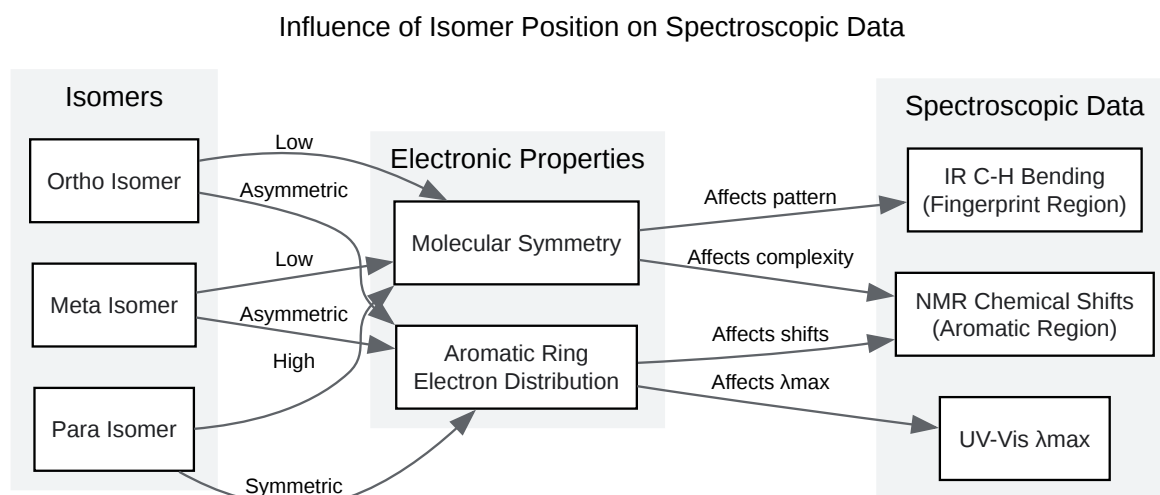 Influence of Isomer Position on Spectroscopic Data
Isomers
Ortho Isomer
Meta Isomer
Para Isomer
Low
Asymmetric
Low
Asymmetric
High
Symmetric
Electronic Properties
Molecular Symmetry
Aromatic Ring
Electron Distribution
Affects pattern
Affects complexity
Affects shifts
Affects λmax
Spectroscopic Data
IR C-H Bending
(Fingerprint Region)
NMR Chemical Shifts
(Aromatic Region)
UV-Vis λmax